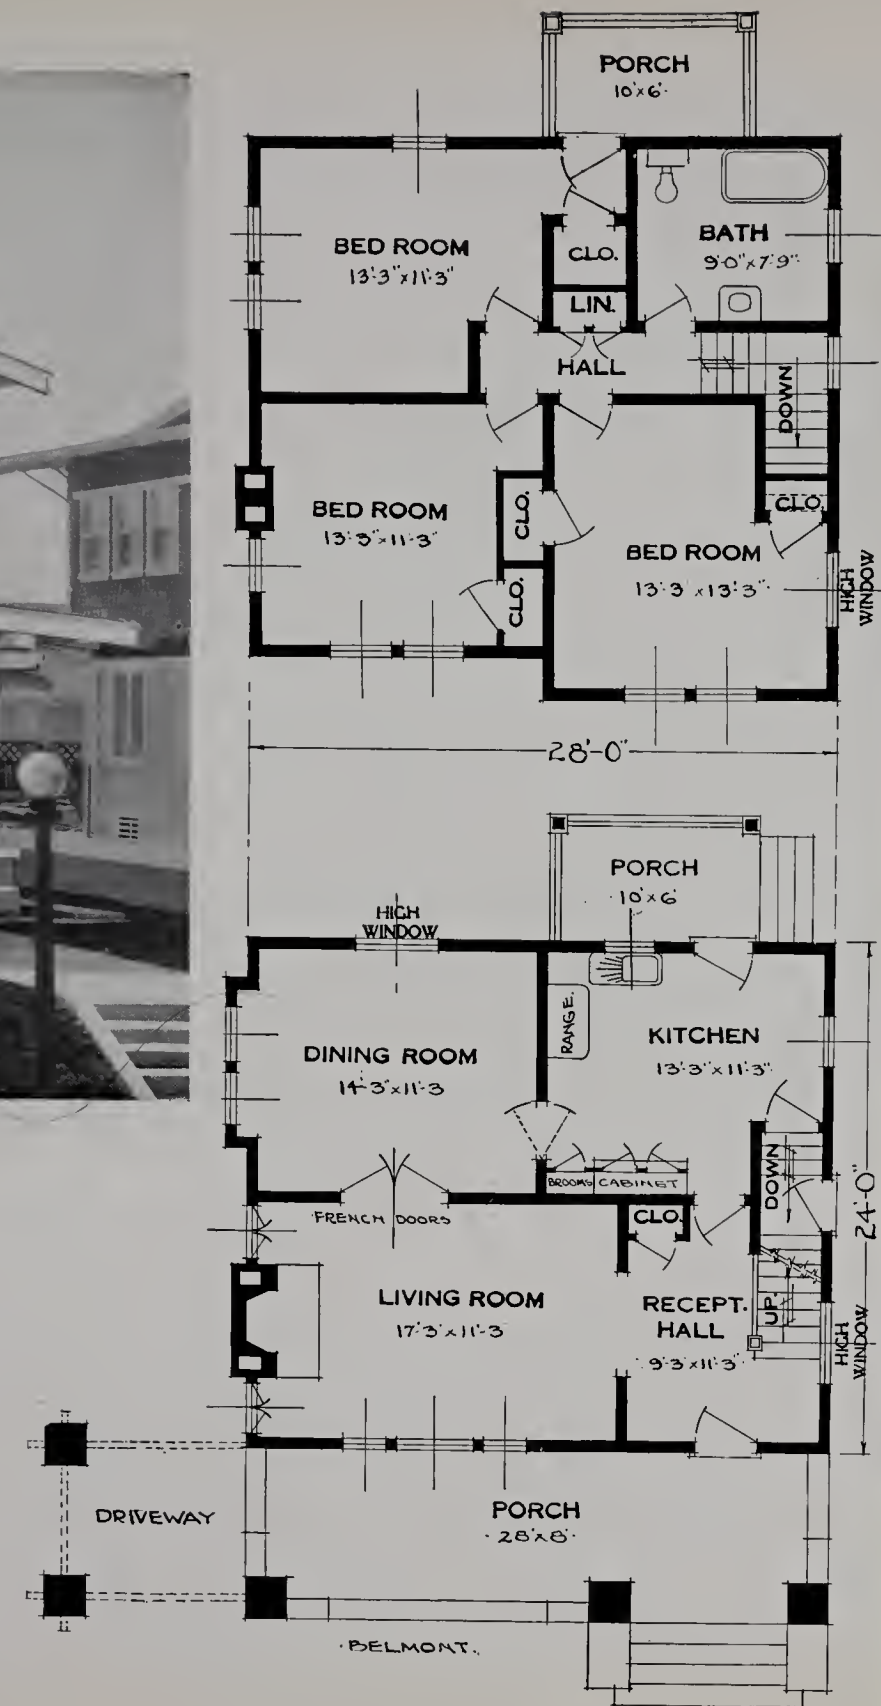 PORCH
10'x6'
BED ROOM
13'-3"x11'-3"
CLO.
BATH
9'-0"x7'-9"
LIN.
HALL
DOWN
BED ROOM
13'-3"x11'-3"
CLO.
CLO.
CLO.
BED ROOM
13'-3"x13'-3"
HIGH
WINDOW
28'-0"
PORCH
10'x6'
HIGH
WINDOW
DINING ROOM
14'-3"x11'-3
RANGE.
KITCHEN
13'-3"x11'-3"
BROOMS
CABINET
DOWN
24'-0"
FRENCH DOORS
CLO.
LIVING ROOM
17'-3"x11'-3
RECEPT.
HALL
9'-3"x11'-3"
UP.
HIGH
WINDOW
DRIVEWAY
PORCH
28'x8'
BELMONT.